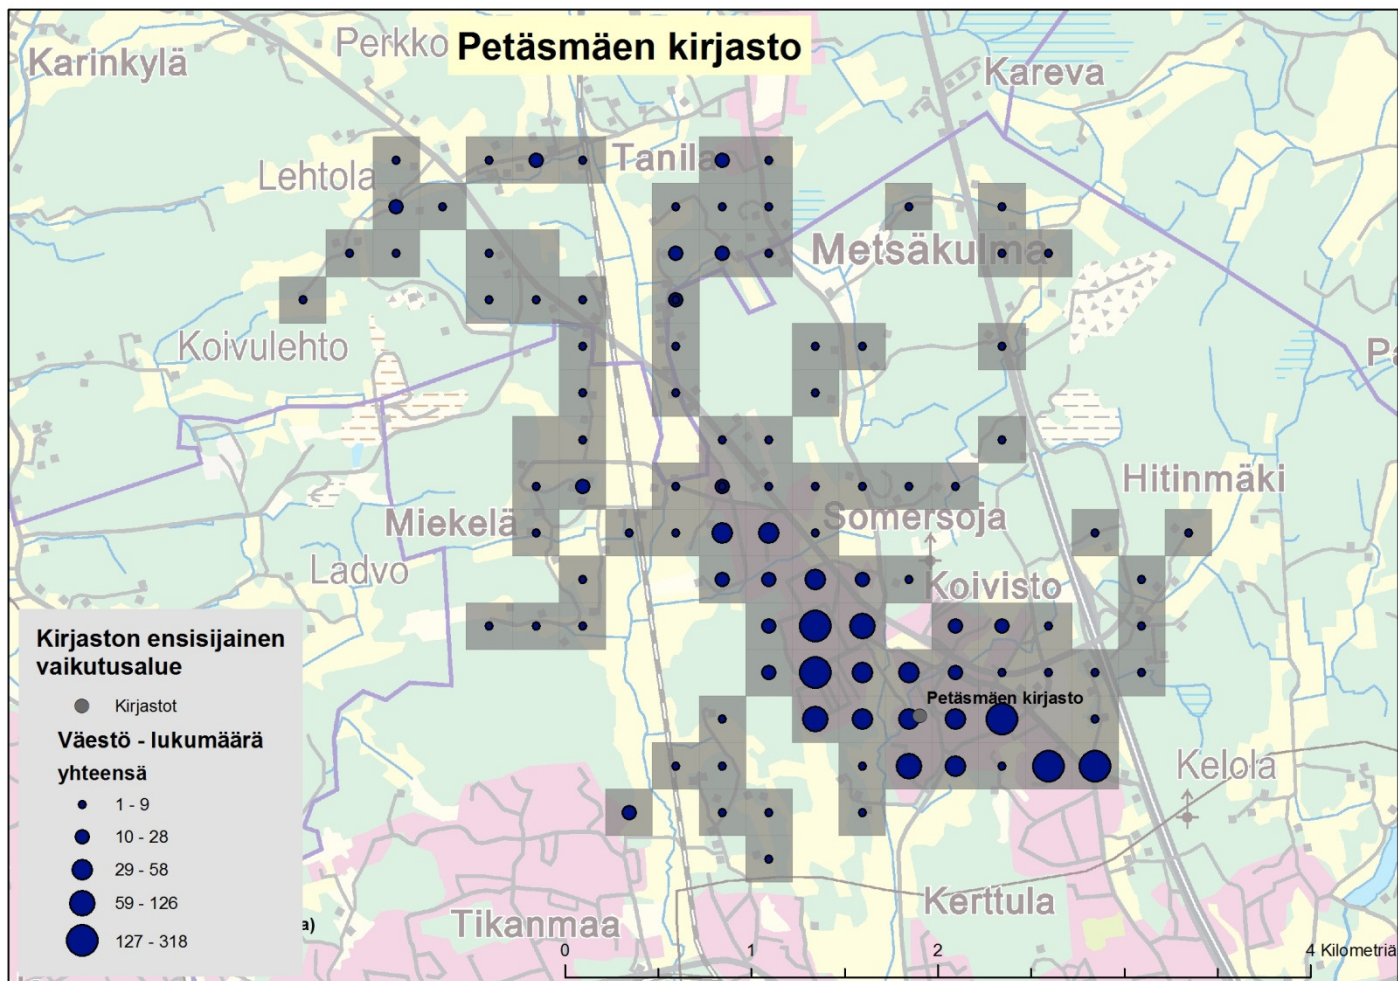 Petäsmäen kirjasto
Perkko
Karinkylä
Kareva
Tanila
Lehtola
Metsäkulma
Koivulehto
Pa
Hitinmäki
Miekelä
Somersoja
Ladvo
Koivisto
Petäsmäen kirjasto
Kelola
Kerttula
Tikanmaa
Kirjaston ensisijainen
vaikutusalue
Kirjastot
Väestö - lukumäärä
yhteensä
1 - 9
10 - 28
29 - 58
59 - 126
127 - 318
a)
0 1 2 4 Kilometriä